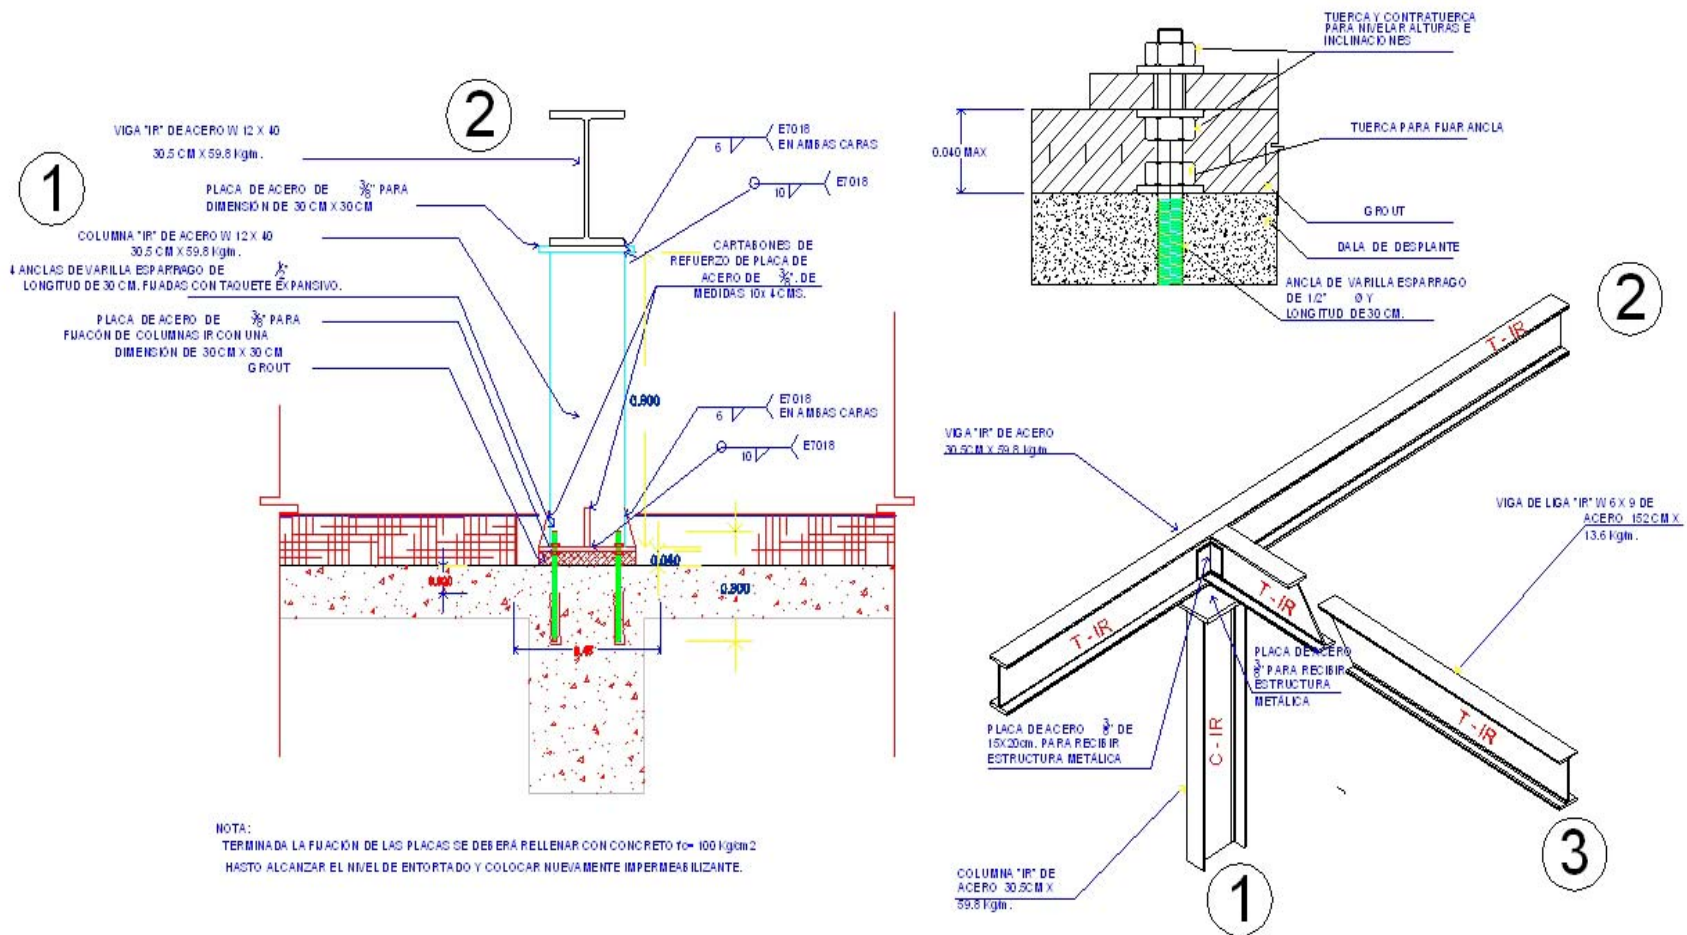 2
VIGA "IR" DE ACERO W 12 X 40
30.5 CM X 59.8 Kg/m.
1
PLACA DE ACERO DE 3/8" PARA
DIMENSIÓN DE 30 CM X 30 CM
COLUMNA "IR" DE ACERO W 12 X 40
30.5 CM X 59.8 Kg/m.
4 ANCLAS DE VARILLA ESPARRAGO DE 1/2"
LONGITUD DE 30 CM. FIJADAS CON TAQUETE EXPANSIVO.
PLACA DE ACERO DE 3/8" PARA
FIJACÓN DE COLUMNAS IR CON UNA
DIMENSIÓN DE 30 CM X 30 CM
GROUT
E7018
6
EN AMBAS CARAS
E7018
10
CARTABONES DE
REFUERZO DE PLACA DE
ACERO DE 3/8". DE
MEDIDAS 10X 4 CMS.
0.800
E7018
6
EN AMBAS CARAS
E7018
10
0.040
0.300
NOTA:
TERMINADA LA FIJACIÓN DE LAS PLACAS SE DEBERÁ RELLENAR CON CONCRETO fc= 100 Kg/cm2
HASTO ALCANZAR EL NIVEL DE ENTORTADO Y COLOCAR NUEVAMENTE IMPERMEABILIZANTE.
TUERCA Y CONTRATUERCA
PARA NIVELAR ALTURAS E
INCLINACIONES
TUERCA PARA FIJAR ANCLA
0.040 MAX
GROUT
DALA DE DESPLANTE
ANCLA DE VARILLA ESPARRAGO
DE 1/2" Ø Y
LONGITUD DE 30 CM.
2
T-IR
VIGA "IR" DE ACERO
30.5CM X 59.8 Kg/m.
VIGA DE LIGA "IR" W 6 X 9 DE
ACERO 152 CM X
13.6 Kg/m.
T-IR
T-IR
T-IR
PLACA DE ACERO
3/8" PARA RECIBIR
ESTRUCTURA
METÁLICA
PLACA DE ACERO 3/8" DE
15X20cm. PARA RECIBIR
ESTRUCTURA METÁLICA
C-IR
COLUMNA "IR" DE
ACERO 30.5CM X
59.8 Kg/m.
1
3